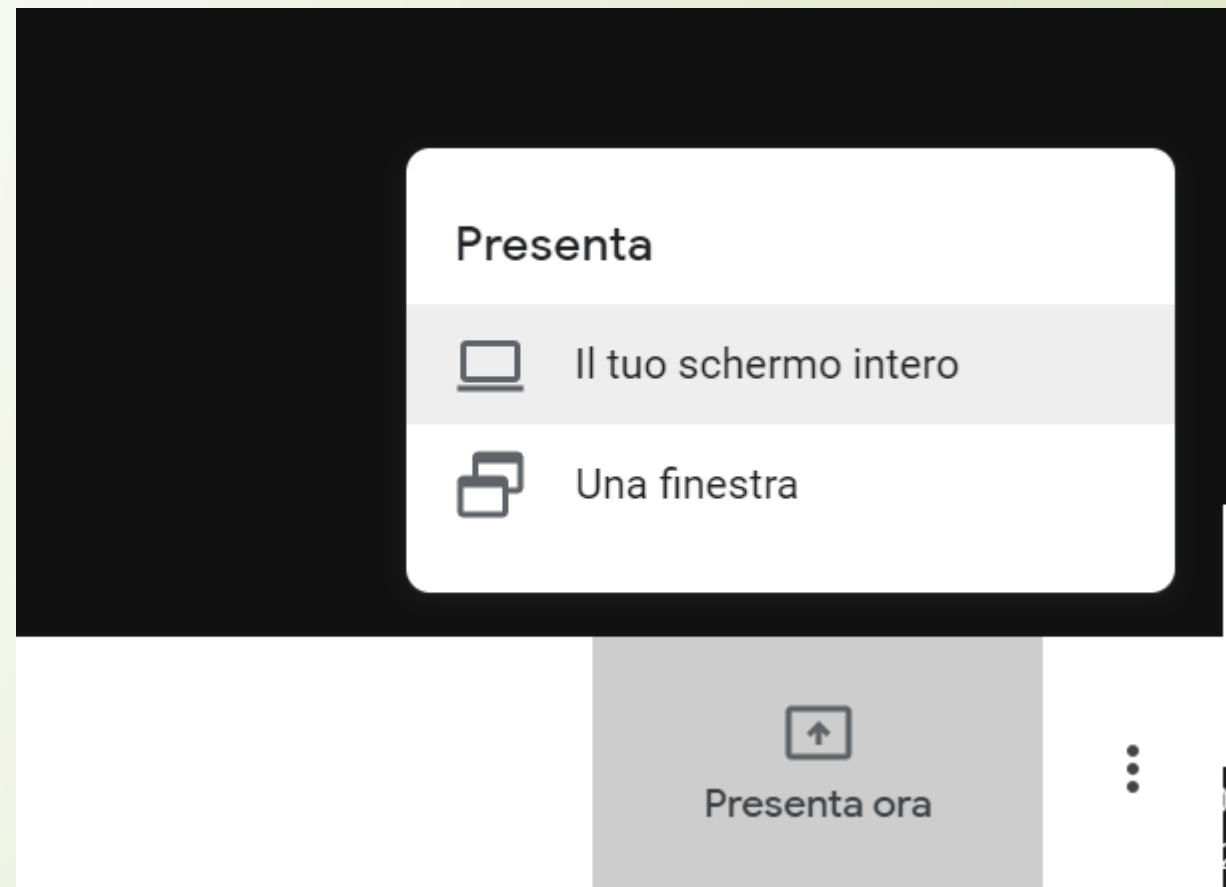 Presenta
Il tuo schermo intero
Una finestra
Presenta ora